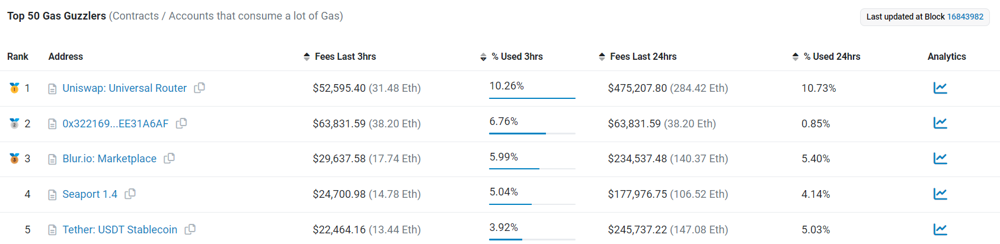 Top 50 Gas Guzzlers (Contracts / Accounts that consume a lot of Gas) Last updated at Block 16843982
Rank Address Fees Last 3hrs % Used 3hrs Fees Last 24hrs % Used 24hrs Analytics
1 Uniswap: Universal Router $52,595.40 (31.48 Eth) 10.26% $475,207.80 (284.42 Eth) 10.73%
2 0x322169...EE31A6AF $63,831.59 (38.20 Eth) 6.76% $63,831.59 (38.20 Eth) 0.85%
3 Blur.io: Marketplace $29,637.58 (17.74 Eth) 5.99% $234,537.48 (140.37 Eth) 5.40%
4 Seaport 1.4 $24,700.98 (14.78 Eth) 5.04% $177,976.75 (106.52 Eth) 4.14%
5 Tether: USDT Stablecoin $22,464.16 (13.44 Eth) 3.92% $245,737.22 (147.08 Eth) 5.03%